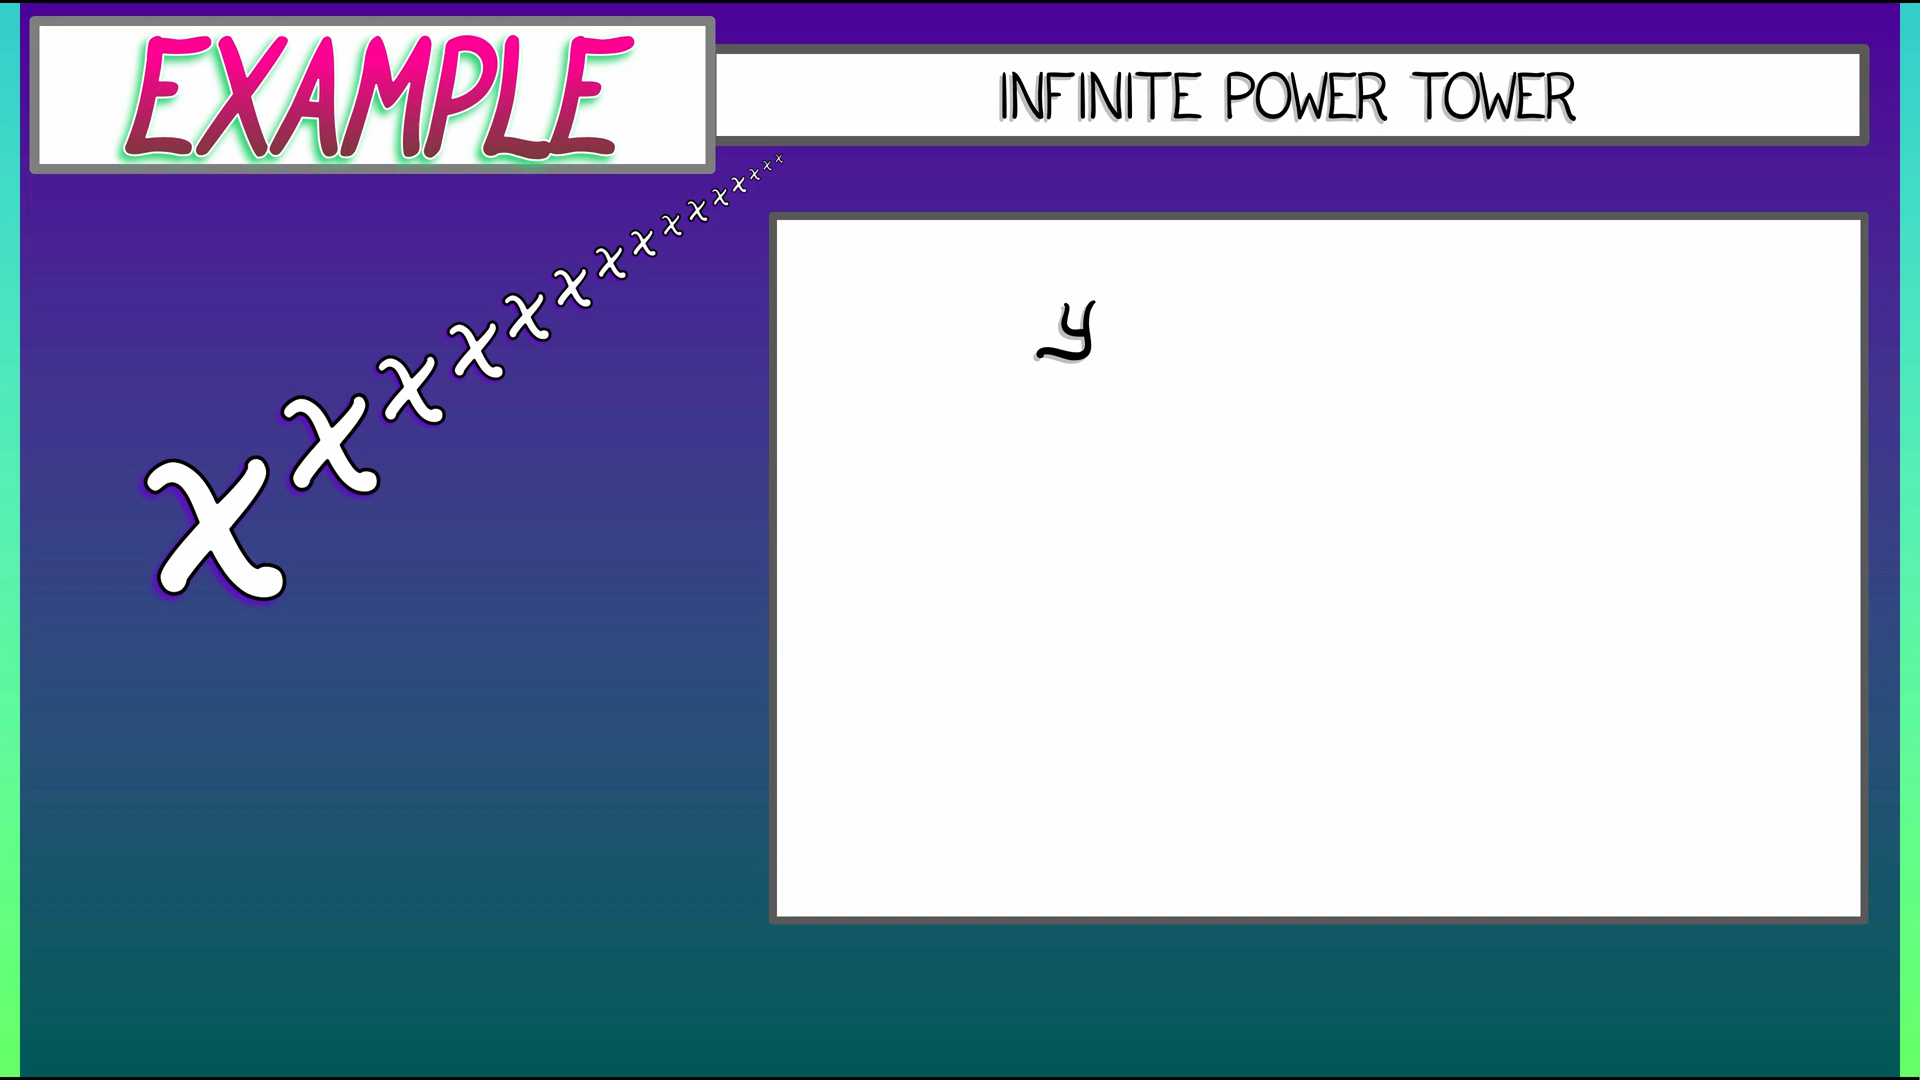 EXAMPLE
INFINITE POWER TOWER
x x x x x x x x x x x x x x x
y